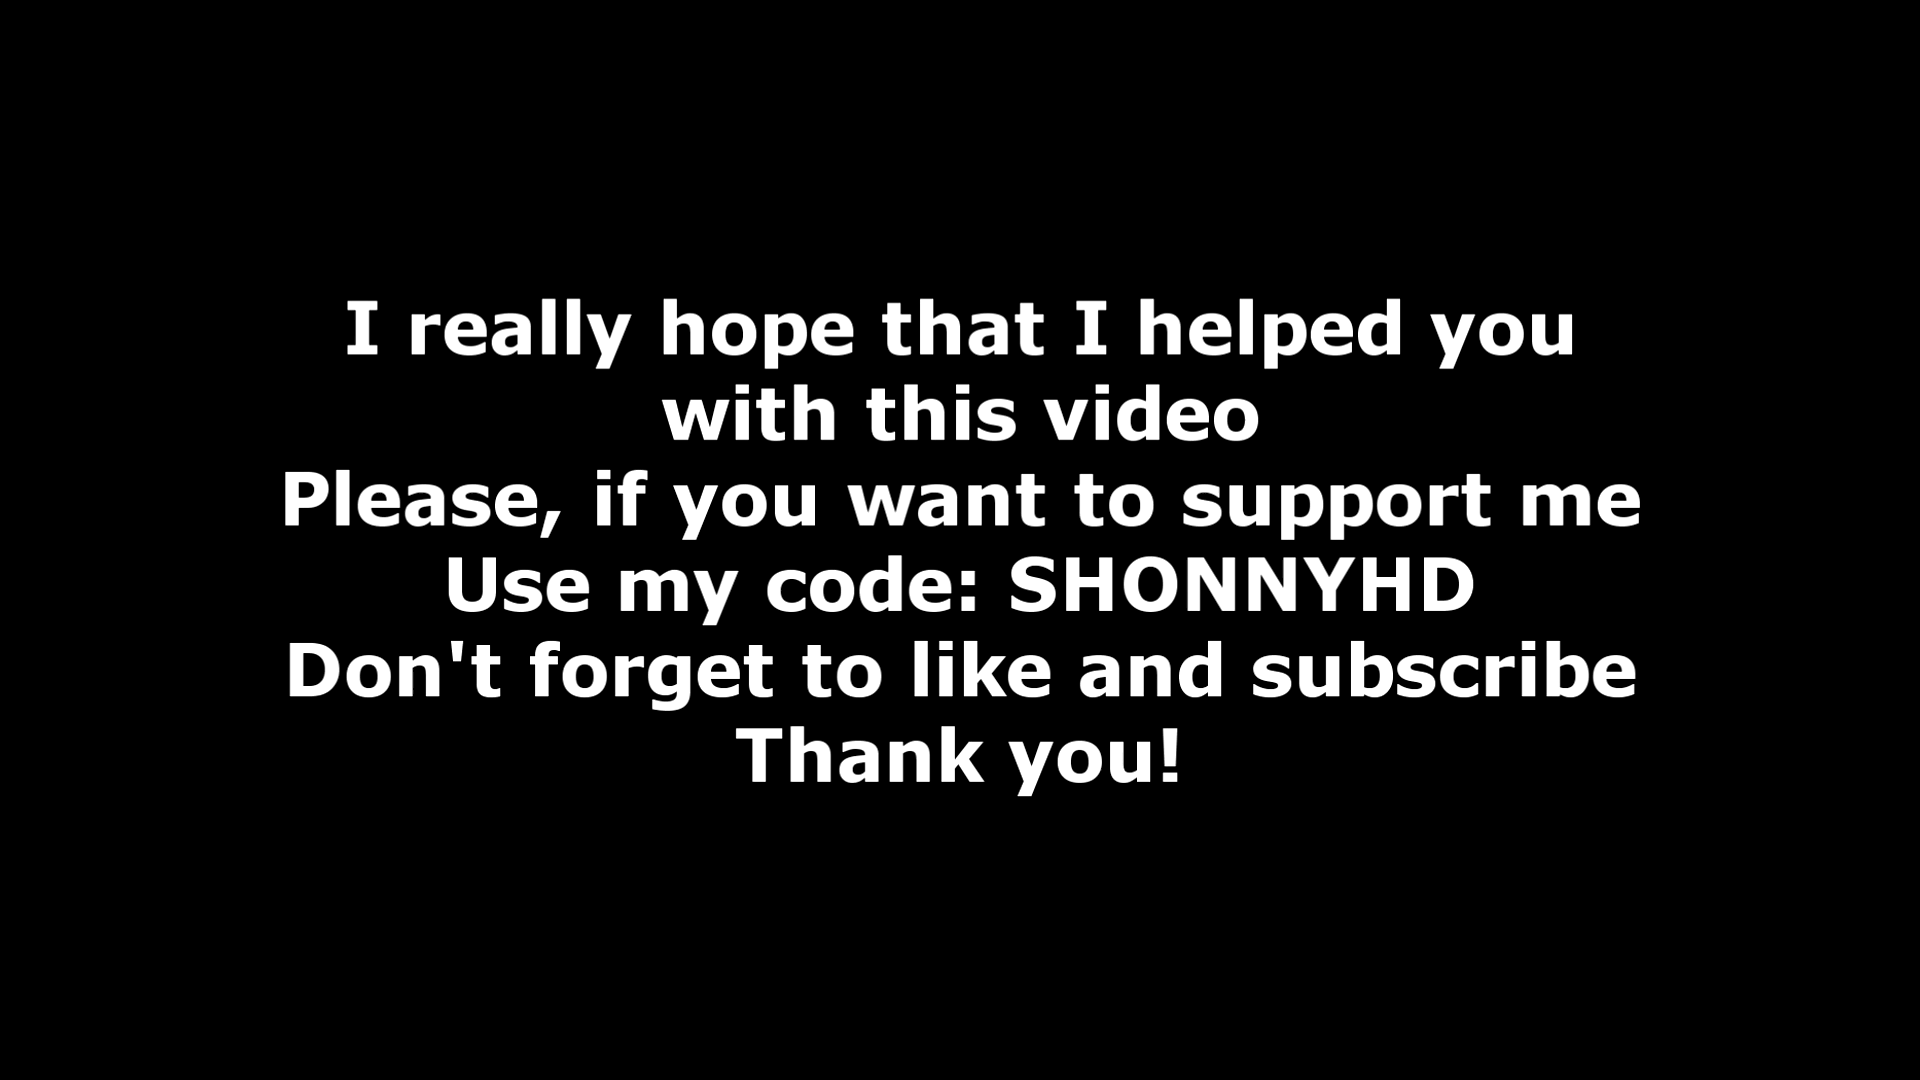 I really hope that I helped you
with this video
Please, if you want to support me
Use my code: SHONNYHD
Don't forget to like and subscribe
Thank you!